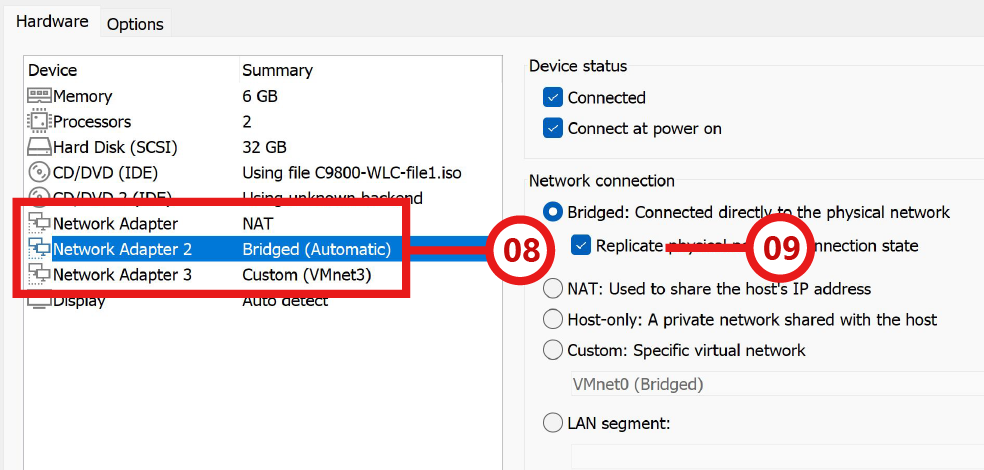 Hardware
Options
Device Summary
Memory 6 GB
Processors 2
Hard Disk (SCSI) 32 GB
CD/DVD (IDE) Using file C9800-WLC-file1.iso
CD/DVD 2 (IDE) Using unknown backend
Network Adapter NAT
Network Adapter 2 Bridged (Automatic)
Network Adapter 3 Custom (VMnet3)
Display Auto detect
08
Device status
Connected
Connect at power on
Network connection
Bridged: Connected directly to the physical network
Replicate physical connection state
09
NAT: Used to share the host's IP address
Host-only: A private network shared with the host
Custom: Specific virtual network
VMnet0 (Bridged)
LAN segment: